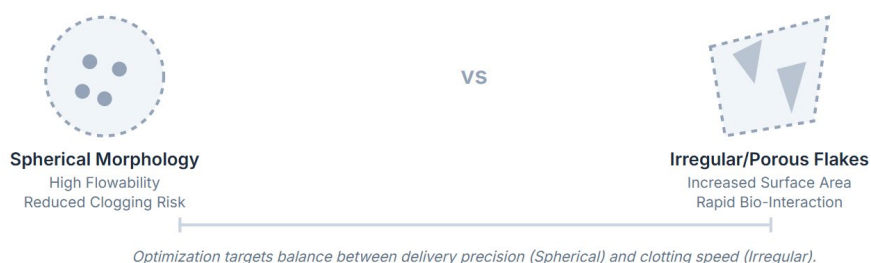 vs
Spherical Morphology
High Flowability
Reduced Clogging Risk
Irregular/Porous Flakes
Increased Surface Area
Rapid Bio-Interaction
Optimization targets balance between delivery precision (Spherical) and clotting speed (Irregular).